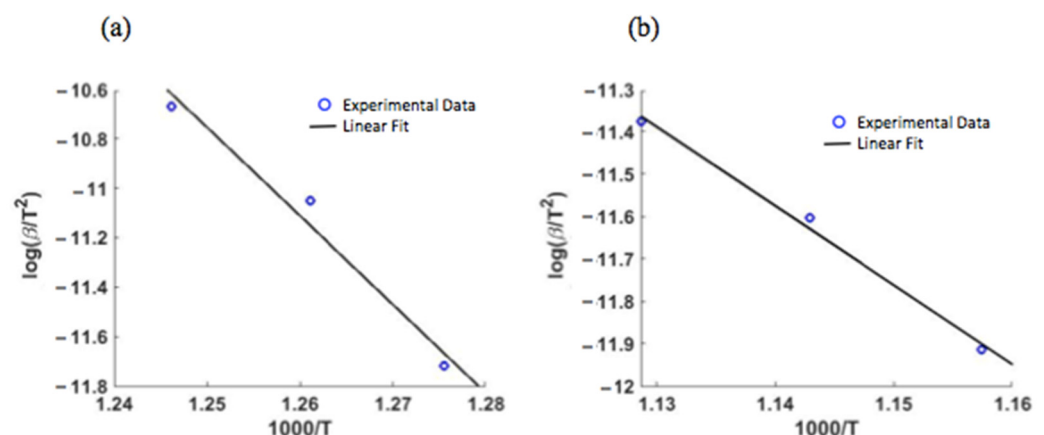 (a)
(b)
−10.6
−10.8
−11
−11.2
−11.4
−11.6
−11.8
log(β/T²)
1.24
1.25
1.26
1.27
1.28
1000/T
Experimental Data
Linear Fit
−11.3
−11.4
−11.5
−11.6
−11.7
−11.8
−11.9
−12
log(β/T²)
1.13
1.14
1.15
1.16
1000/T
Experimental Data
Linear Fit